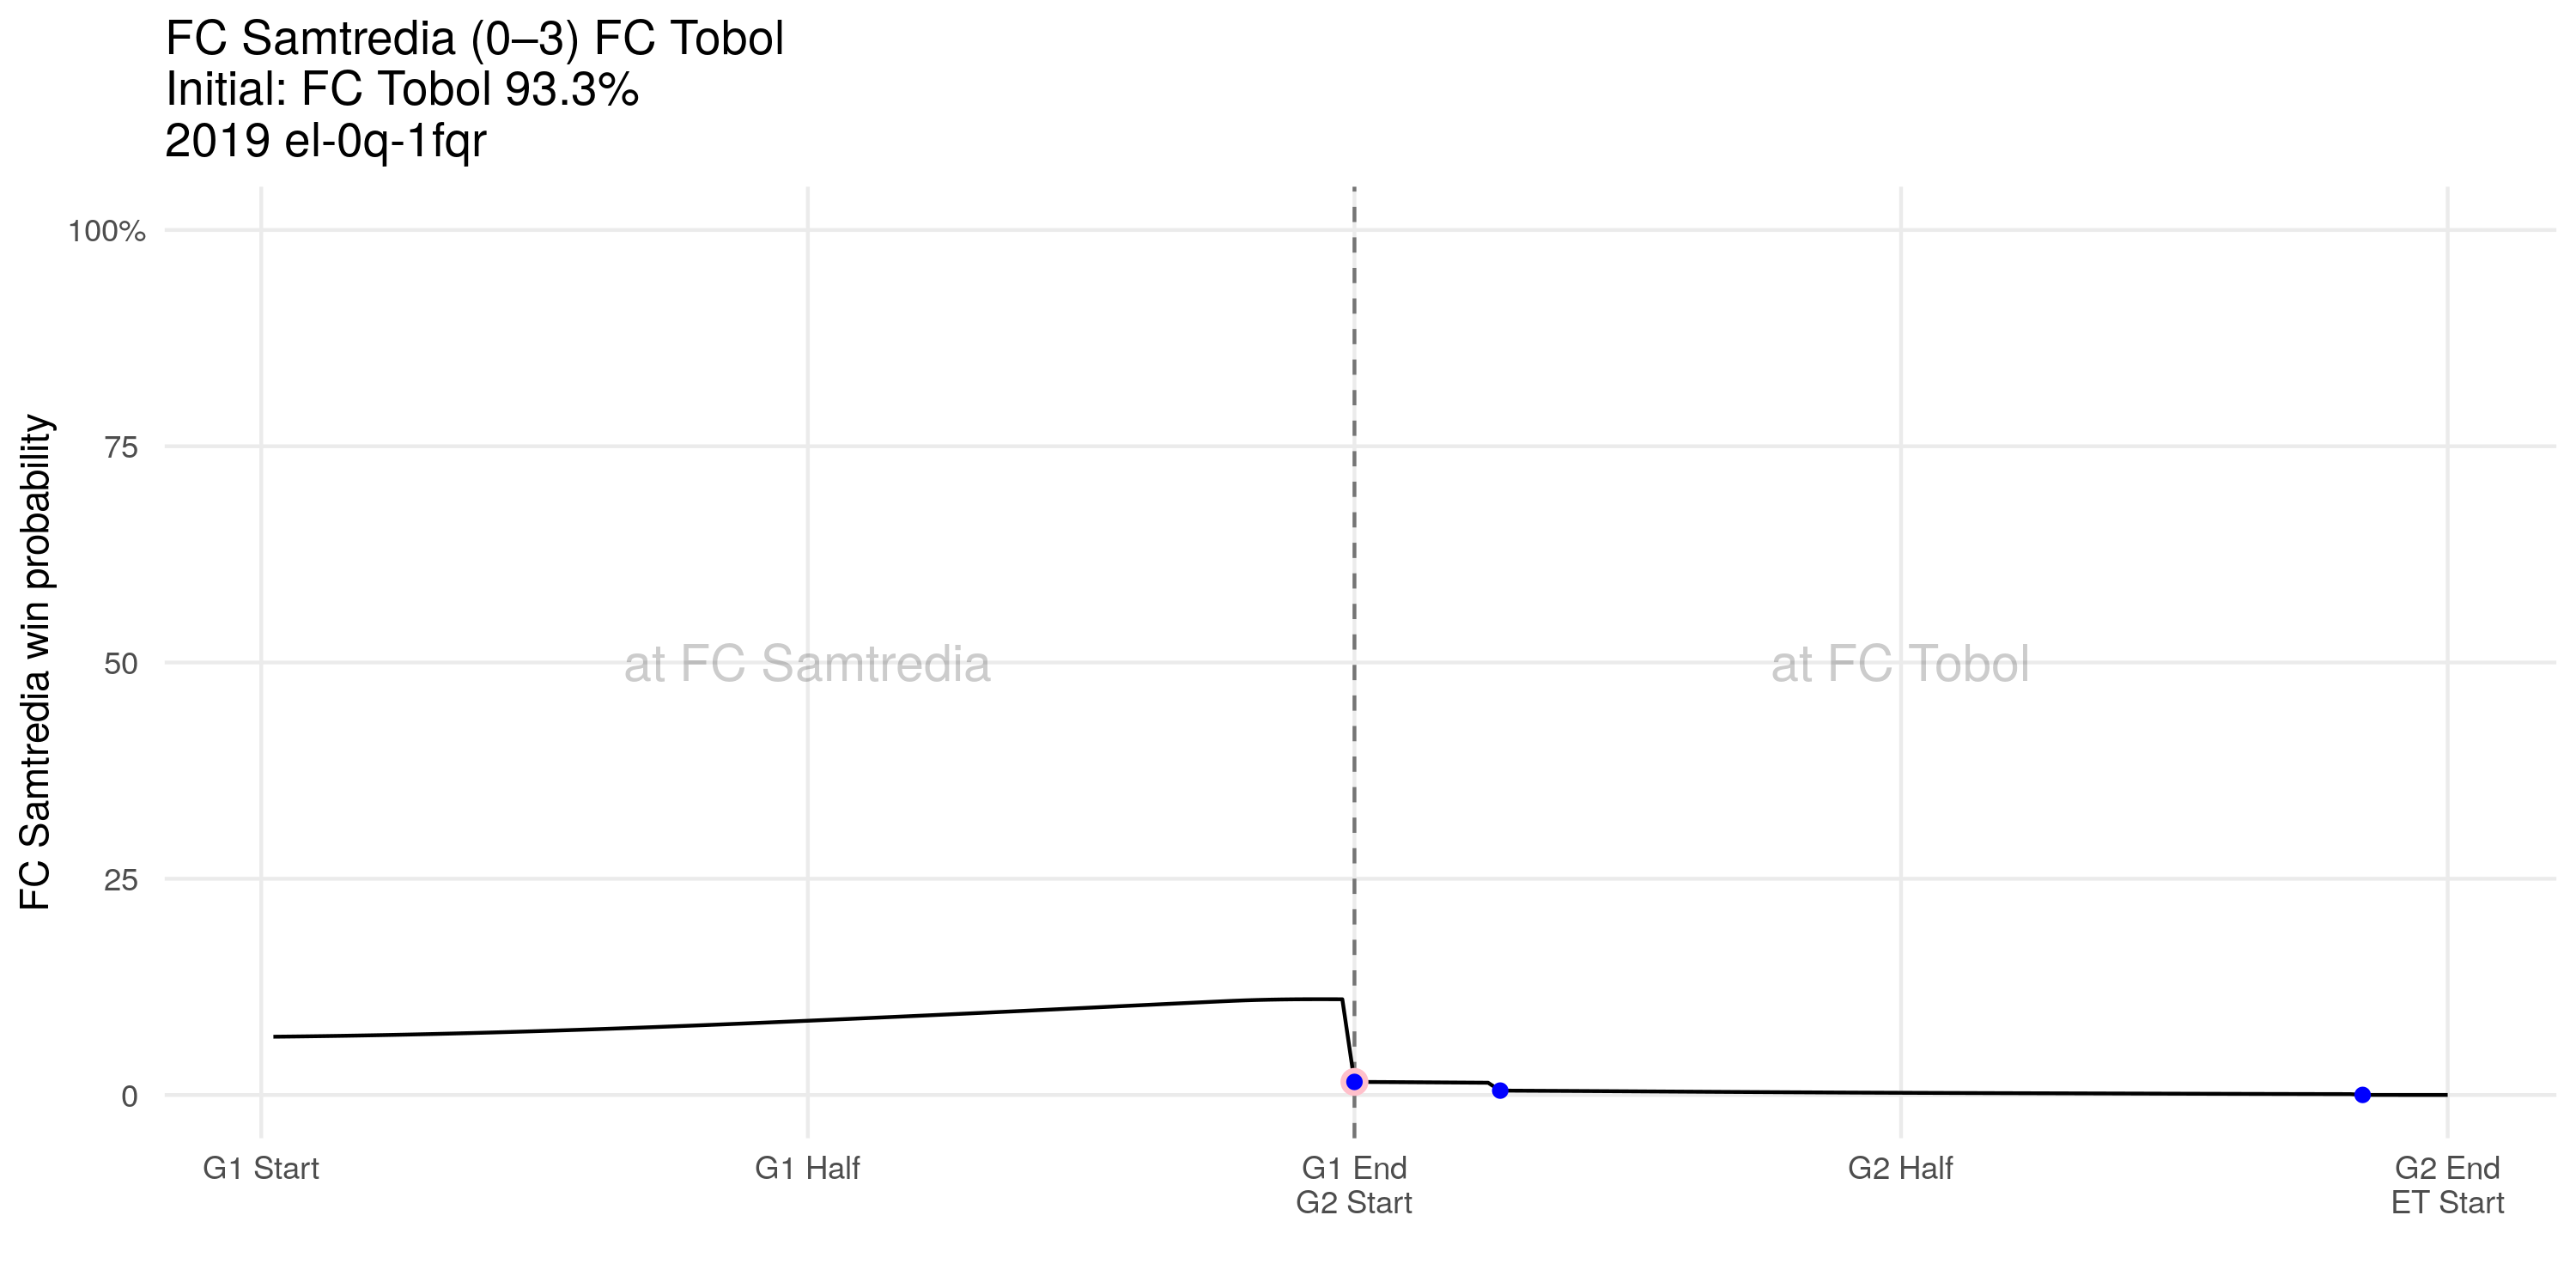 FC Samtredia (0–3) FC Tobol
Initial: FC Tobol 93.3%
2019 el-0q-1fqr
FC Samtredia win probability
100%
75
50
25
0
at FC Samtredia
at FC Tobol
G1 Start
G1 Half
G1 End
G2 Start
G2 Half
G2 End
ET Start